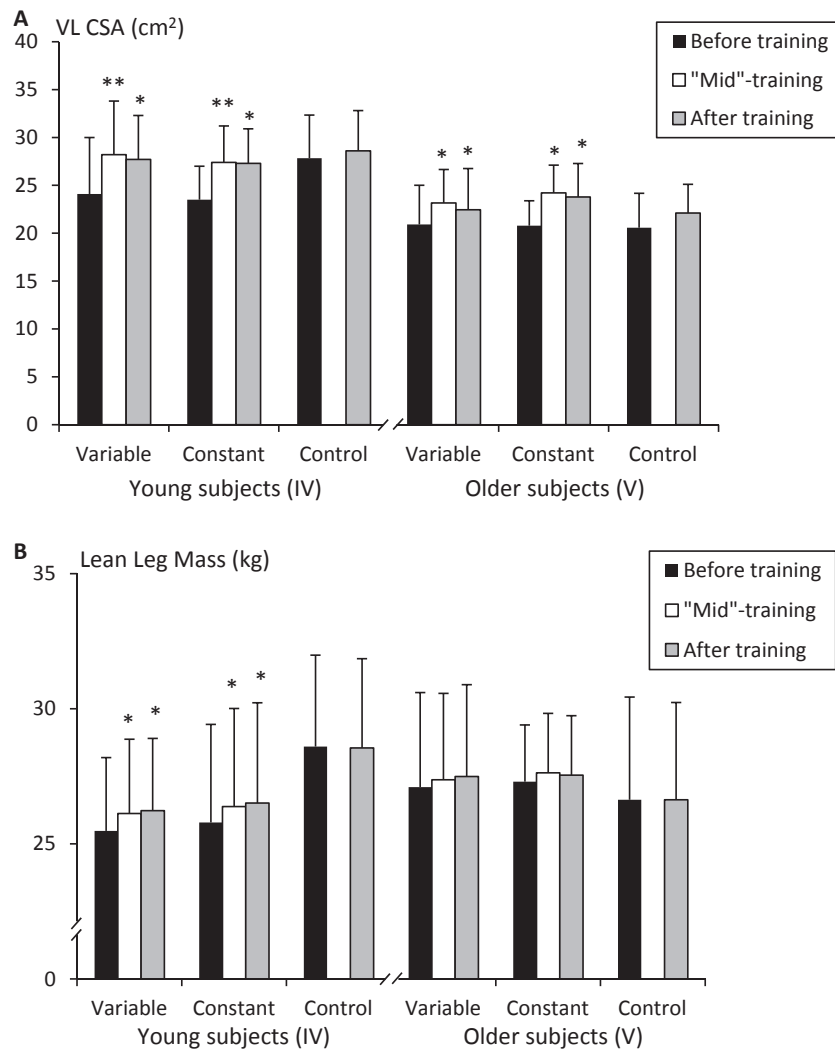 A
VL CSA (cm²)
Before training
"Mid"-training
After training
40
35
30
25
20
15
10
5
0
** * ** * * * * *
Variable Constant Control Variable Constant Control
Young subjects (IV) Older subjects (V)
B
Lean Leg Mass (kg)
Before training
"Mid"-training
After training
35
30
25
0
* * * *
Variable Constant Control Variable Constant Control
Young subjects (IV) Older subjects (V)